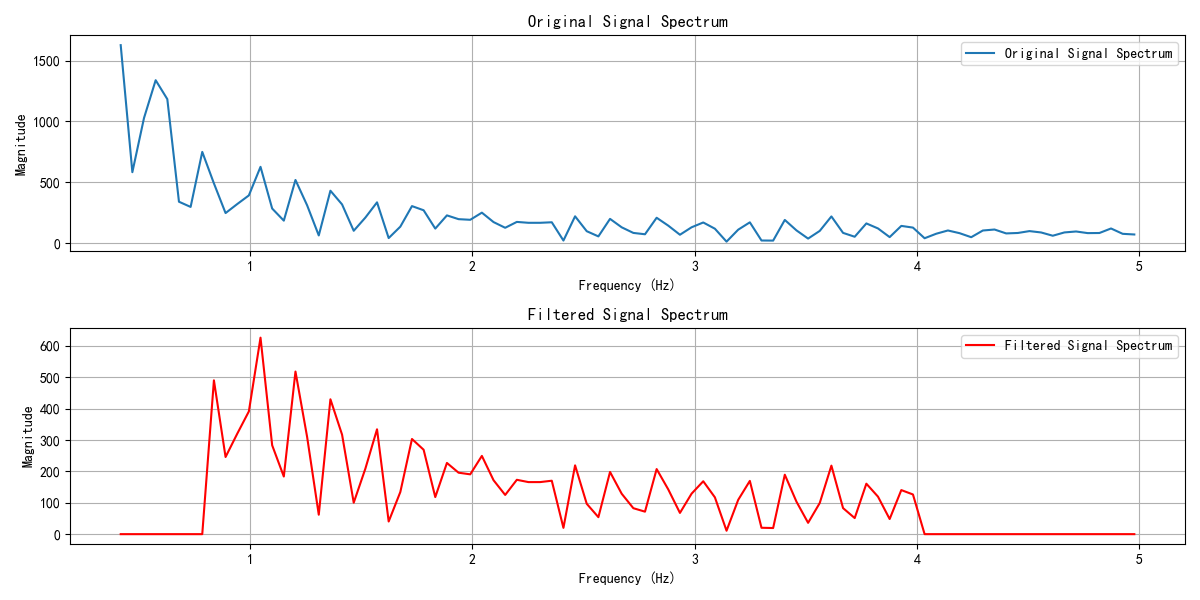 Original Signal Spectrum
Original Signal Spectrum
Magnitude
1500
1000
500
0
1 2 3 4 5
Frequency (Hz)
Filtered Signal Spectrum
Filtered Signal Spectrum
Magnitude
600
500
400
300
200
100
0
1 2 3 4 5
Frequency (Hz)